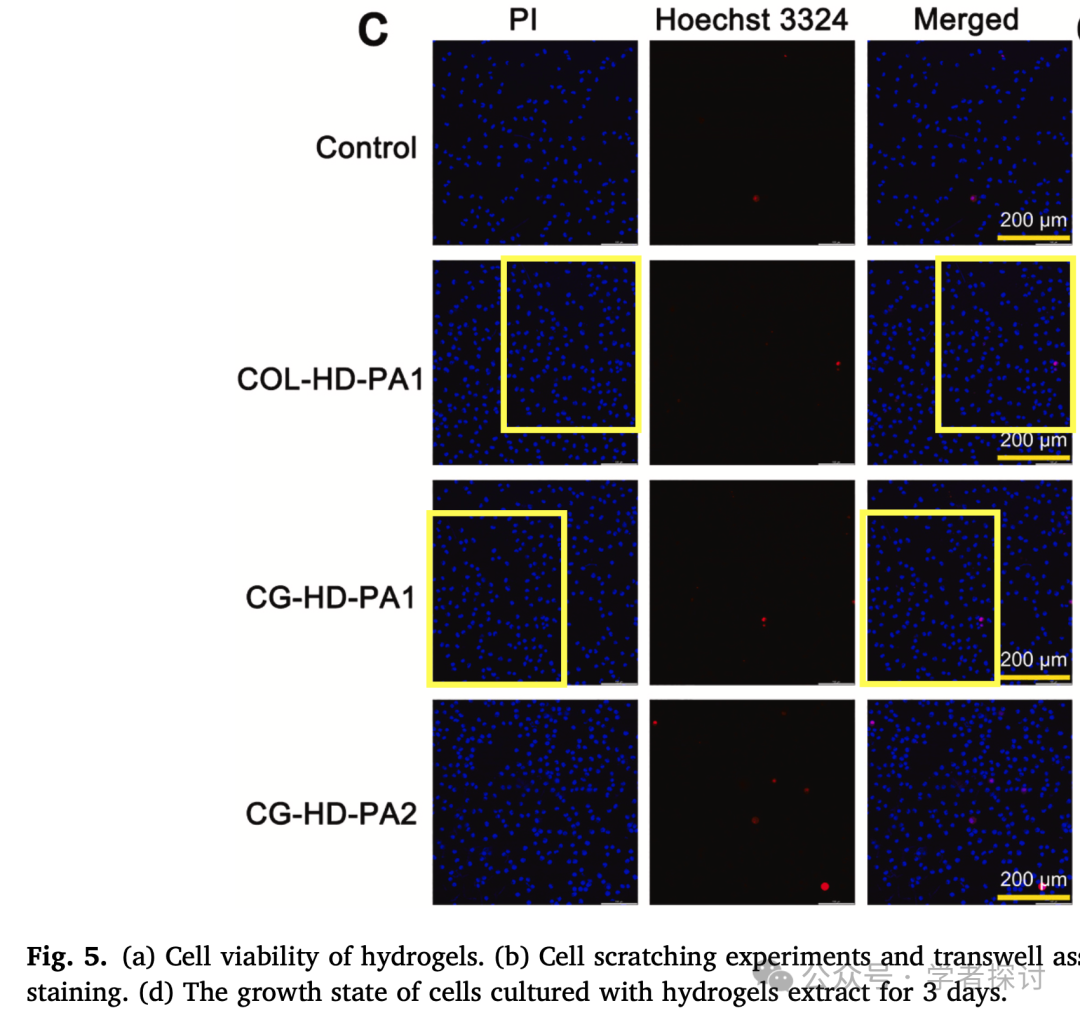 C PI Hoechst 3324 Merged
Control
200 μm
COL-HD-PA1
200 μm
CG-HD-PA1
200 μm
CG-HD-PA2
200 μm
Fig. 5. (a) Cell viability of hydrogels. (b) Cell scratching experiments and transwell
staining. (d) The growth state of cells cultured with hydrogels extract for 3 days.
公众号：学者探讨